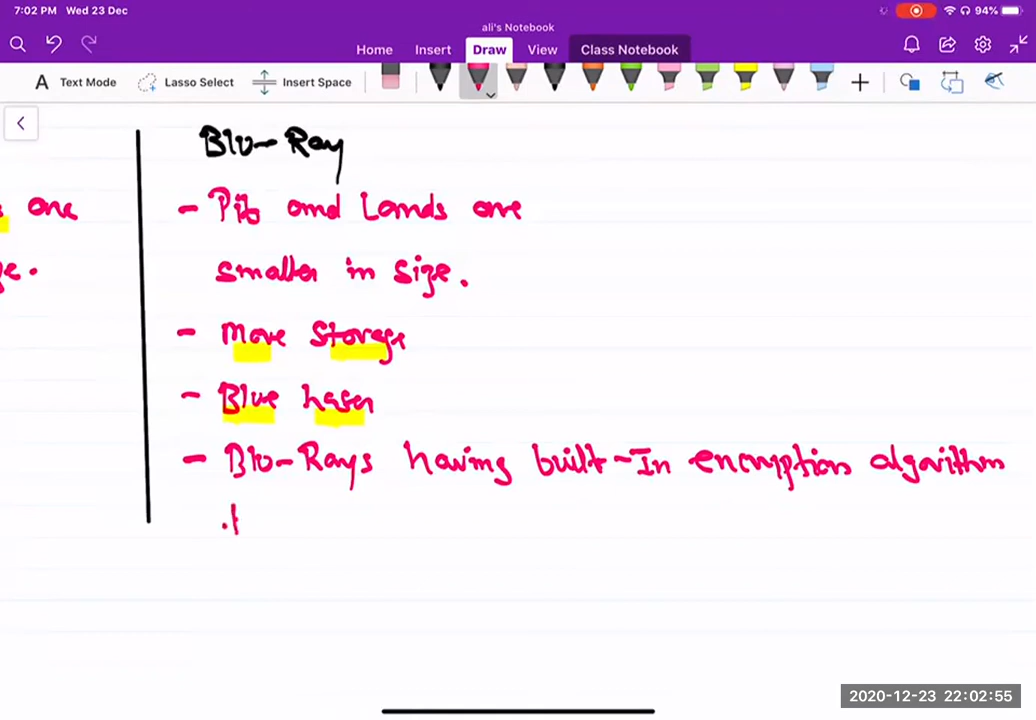 7:02 PM Wed 23 Dec
94%
ali's Notebook
Home Insert Draw View Class Notebook
A Text Mode Lasso Select Insert Space
Blu-Ray
s are
- Pits and Lands are
ge.
smaller in size.
- More Storage
- Blue Laser
- Blu-Rays having built-In encryption algorithm
2020-12-23 22:02:55